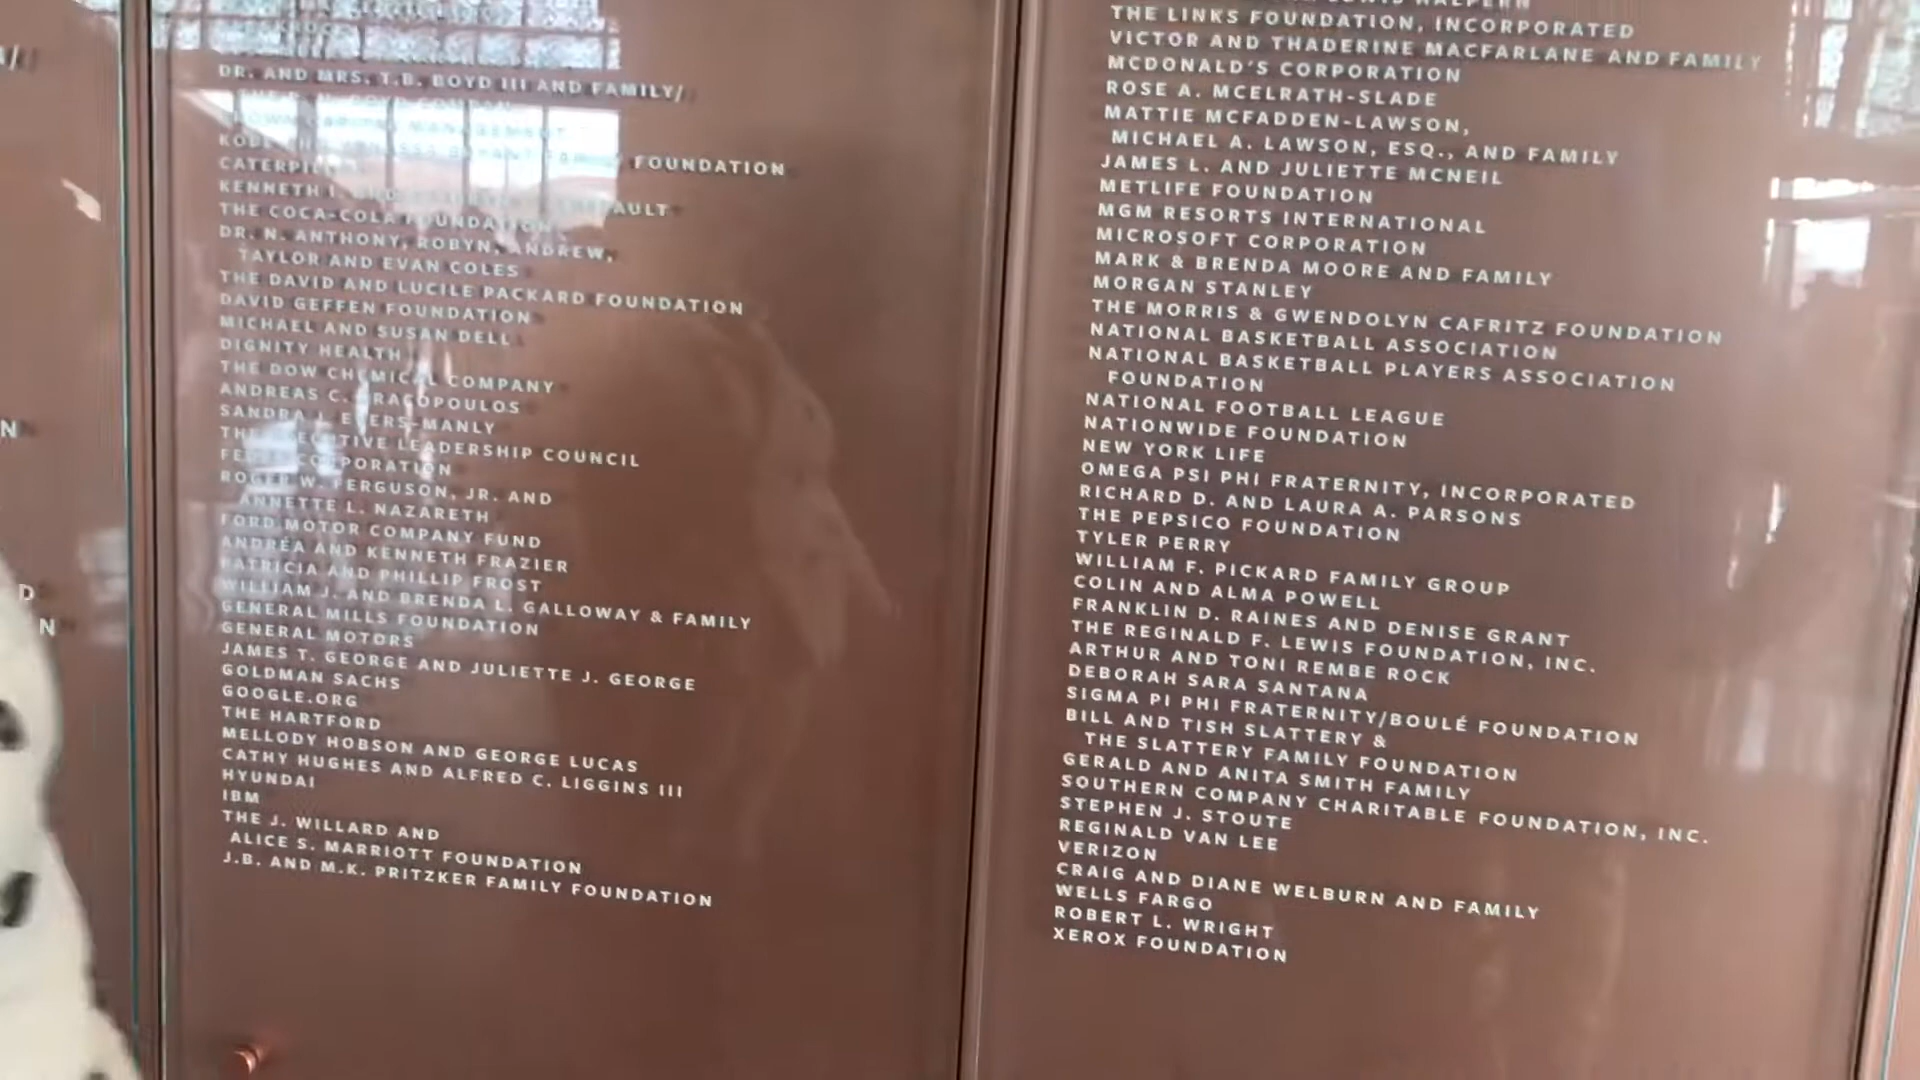 DR. AND MRS. T.B. BOYD III AND FAMILY/
FOUNDATION
THE COCA-COLA FOUNDATION
DR. N. ANTHONY, ROBYN, ANDREW,
TAYLOR AND EVAN COLES
THE DAVID AND LUCILE PACKARD FOUNDATION
DAVID GEFFEN FOUNDATION
MICHAEL AND SUSAN DELL
DIGNITY HEALTH
THE DOW CHEMICAL COMPANY
ANDREAS C. DRACOPOULOS
SANDRA J. EVERS-MANLY
THE EXECUTIVE LEADERSHIP COUNCIL
FEDEX CORPORATION
ROGER W. FERGUSON, JR. AND
ANNETTE L. NAZARETH
FORD MOTOR COMPANY FUND
ANDRÉA AND KENNETH FRAZIER
PATRICIA AND PHILLIP FROST
WILLIAM J. AND BRENDA L. GALLOWAY & FAMILY
GENERAL MILLS FOUNDATION
GENERAL MOTORS
JAMES T. GEORGE AND JULIETTE J. GEORGE
GOLDMAN SACHS
GOOGLE.ORG
THE HARTFORD
MELLODY HOBSON AND GEORGE LUCAS
CATHY HUGHES AND ALFRED C. LIGGINS III
HYUNDAI
IBM
THE J. WILLARD AND
ALICE S. MARRIOTT FOUNDATION
J.B. AND M.K. PRITZKER FAMILY FOUNDATION
THE LINKS FOUNDATION, INCORPORATED
VICTOR AND THADERINE MACFARLANE AND FAMILY
MCDONALD'S CORPORATION
ROSE A. MCELRATH-SLADE
MATTIE MCFADDEN-LAWSON,
MICHAEL A. LAWSON, ESQ., AND FAMILY
JAMES L. AND JULIETTE MCNEIL
METLIFE FOUNDATION
MGM RESORTS INTERNATIONAL
MICROSOFT CORPORATION
MARK & BRENDA MOORE AND FAMILY
MORGAN STANLEY
THE MORRIS & GWENDOLYN CAFRITZ FOUNDATION
NATIONAL BASKETBALL ASSOCIATION
NATIONAL BASKETBALL PLAYERS ASSOCIATION
FOUNDATION
NATIONAL FOOTBALL LEAGUE
NATIONWIDE FOUNDATION
NEW YORK LIFE
OMEGA PSI PHI FRATERNITY, INCORPORATED
RICHARD D. AND LAURA A. PARSONS
THE PEPSICO FOUNDATION
TYLER PERRY
WILLIAM F. PICKARD FAMILY GROUP
COLIN AND ALMA POWELL
FRANKLIN D. RAINES AND DENISE GRANT
THE REGINALD F. LEWIS FOUNDATION, INC.
ARTHUR AND TONI REMBE ROCK
DEBORAH SARA SANTANA
SIGMA PI PHI FRATERNITY/BOULÉ FOUNDATION
BILL AND TISH SLATTERY &
THE SLATTERY FAMILY FOUNDATION
GERALD AND ANITA SMITH FAMILY
SOUTHERN COMPANY CHARITABLE FOUNDATION, INC.
STEPHEN J. STOUTE
REGINALD VAN LEE
VERIZON
CRAIG AND DIANE WELBURN AND FAMILY
WELLS FARGO
ROBERT L. WRIGHT
XEROX FOUNDATION